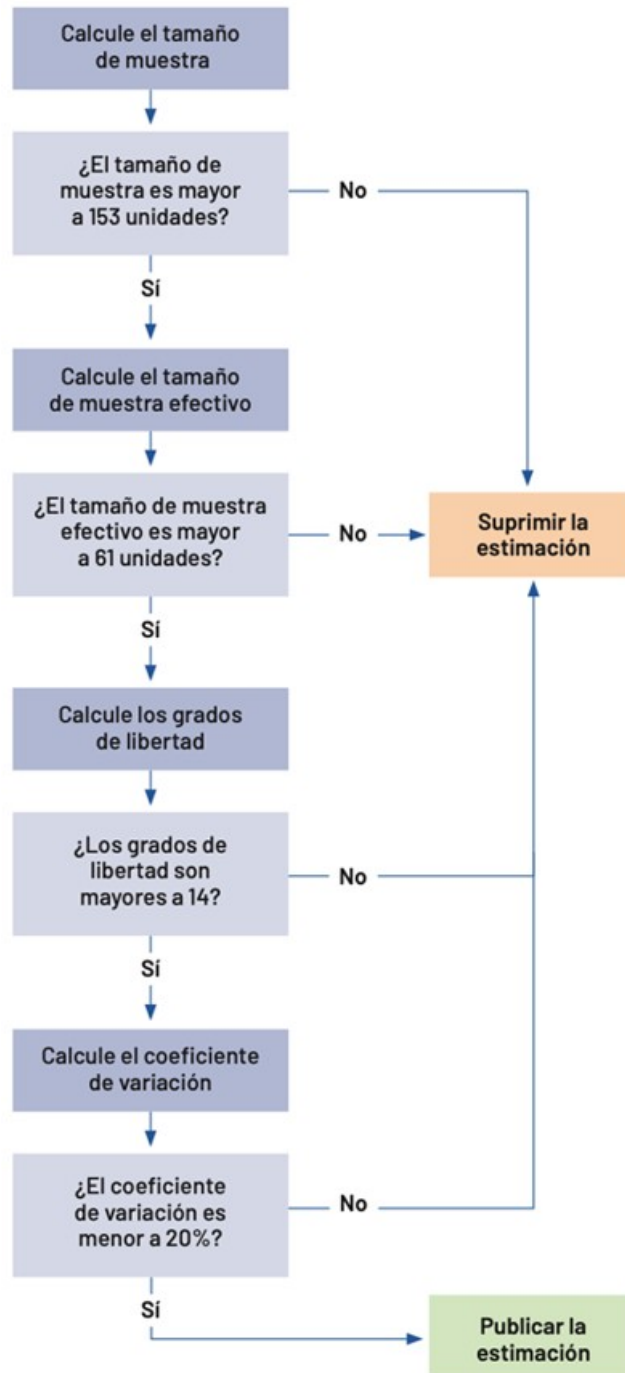 Calcule el tamaño
de muestra
¿El tamaño de
muestra es mayor
a 153 unidades?
No
Sí
Calcule el tamaño
de muestra efectivo
¿El tamaño de muestra
efectivo es mayor
a 61 unidades?
No
Suprimir la
estimación
Sí
Calcule los grados
de libertad
¿Los grados de
libertad son
mayores a 14?
No
Sí
Calcule el coeficiente
de variación
¿El coeficiente
de variación es
menor a 20%?
No
Sí
Publicar la
estimación